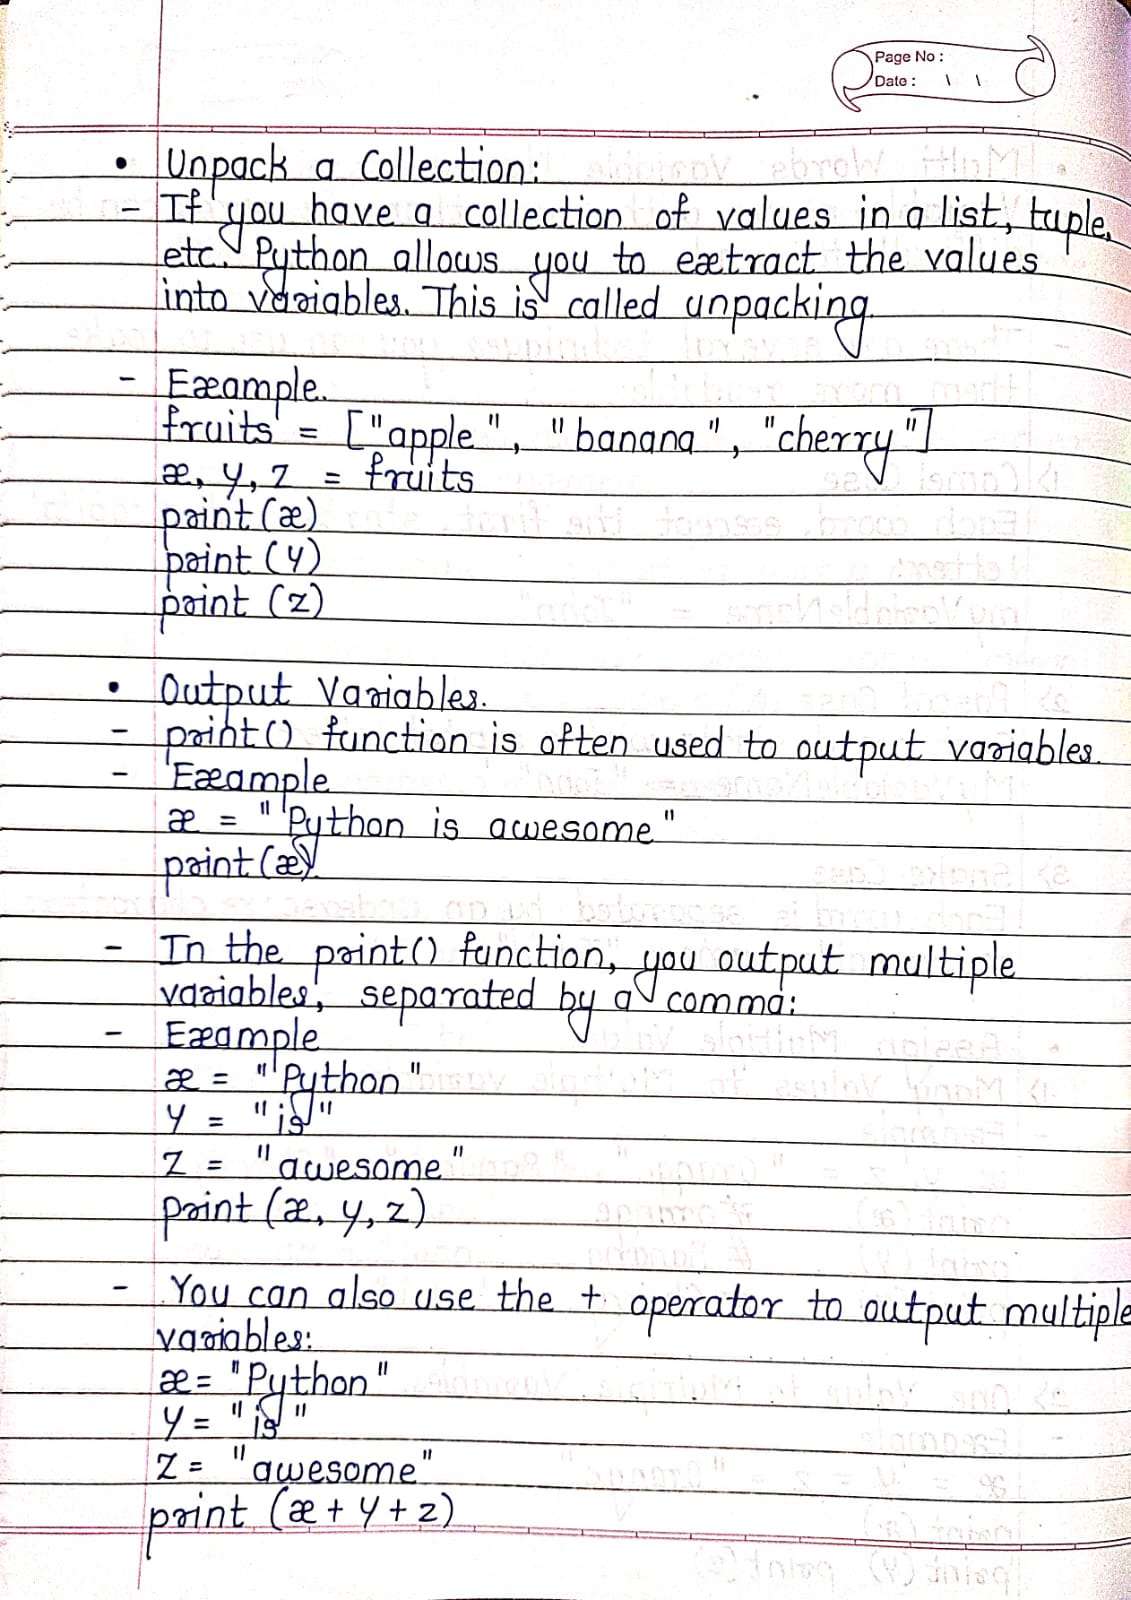 Page No :
Date : \ \
• Unpack a Collection:
- If you have a collection of values in a list, tuple,
etc. Python allows you to extract the values
into variables. This is called unpacking.
- Example.
fruits = ["apple", "banana", "cherry"]
x, y, z = fruits
print(x)
print (y)
print (z)
• Output Variables.
- print() function is often used to output variables.
- Example
x = "Python is awesome"
print(x)
- In the print() function, you output multiple
variables, separated by a comma:
- Example
x = "Python"
y = "is"
z = "awesome"
print (x, y, z)
- You can also use the + operator to output multiple
variables:
x = "Python"
y = "is"
z = "awesome"
print (x + y + z)